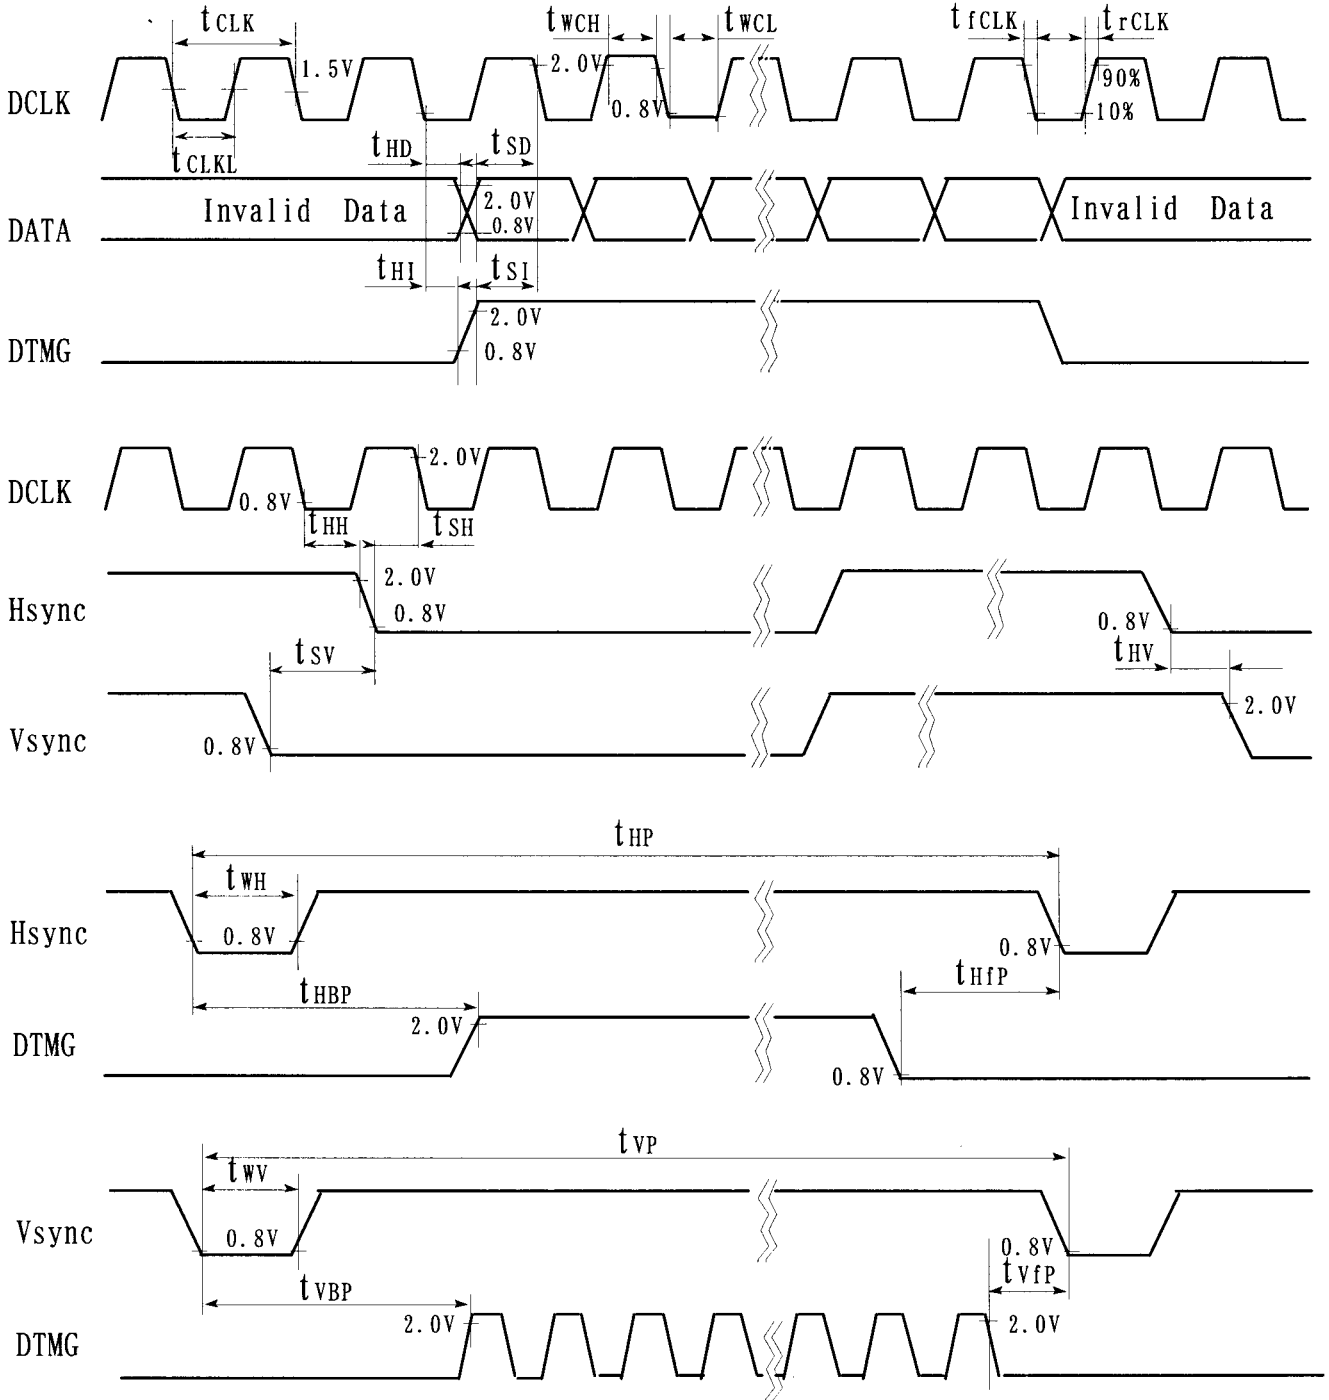 tCLK tWCH tWCL tfCLK trCLK
1.5V 2.0V 90%
DCLK 0.8V 10%
tCLKL tHD tSD
Invalid Data 2.0V Invalid Data
DATA 0.8V
tHI tSI
2.0V
DTMG 0.8V
2.0V
DCLK 0.8V
tHH tSH
2.0V
Hsync 0.8V 0.8V
tSV tHV
2.0V
Vsync 0.8V
tHP
tWH
Hsync 0.8V 0.8V
tHBP tHfP
2.0V
DTMG 0.8V
tVP
tWV
Vsync 0.8V 0.8V
tVBP tVfP
2.0V 2.0V
DTMG